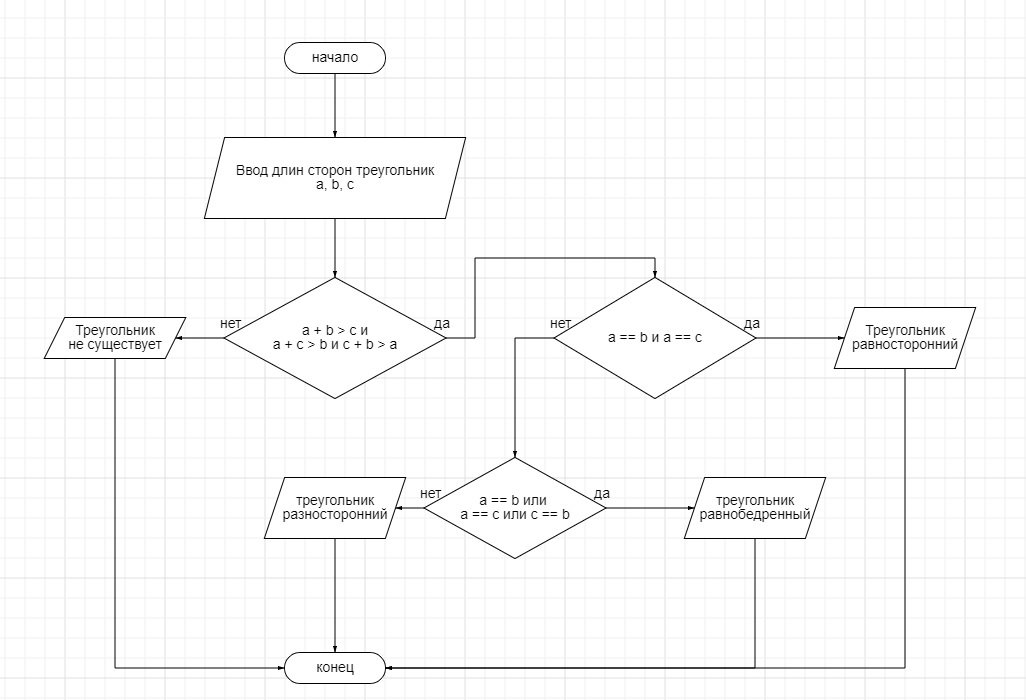 начало
Ввод длин сторон треугольник
a, b, c
нет
a + b > c и
a + c > b и c + b > a
да
Треугольник
не существует
нет
a == b и a == c
да
Треугольник
равносторонний
треугольник
разносторонний
нет
a == b или
a == c или c == b
да
треугольник
равнобедренный
конец